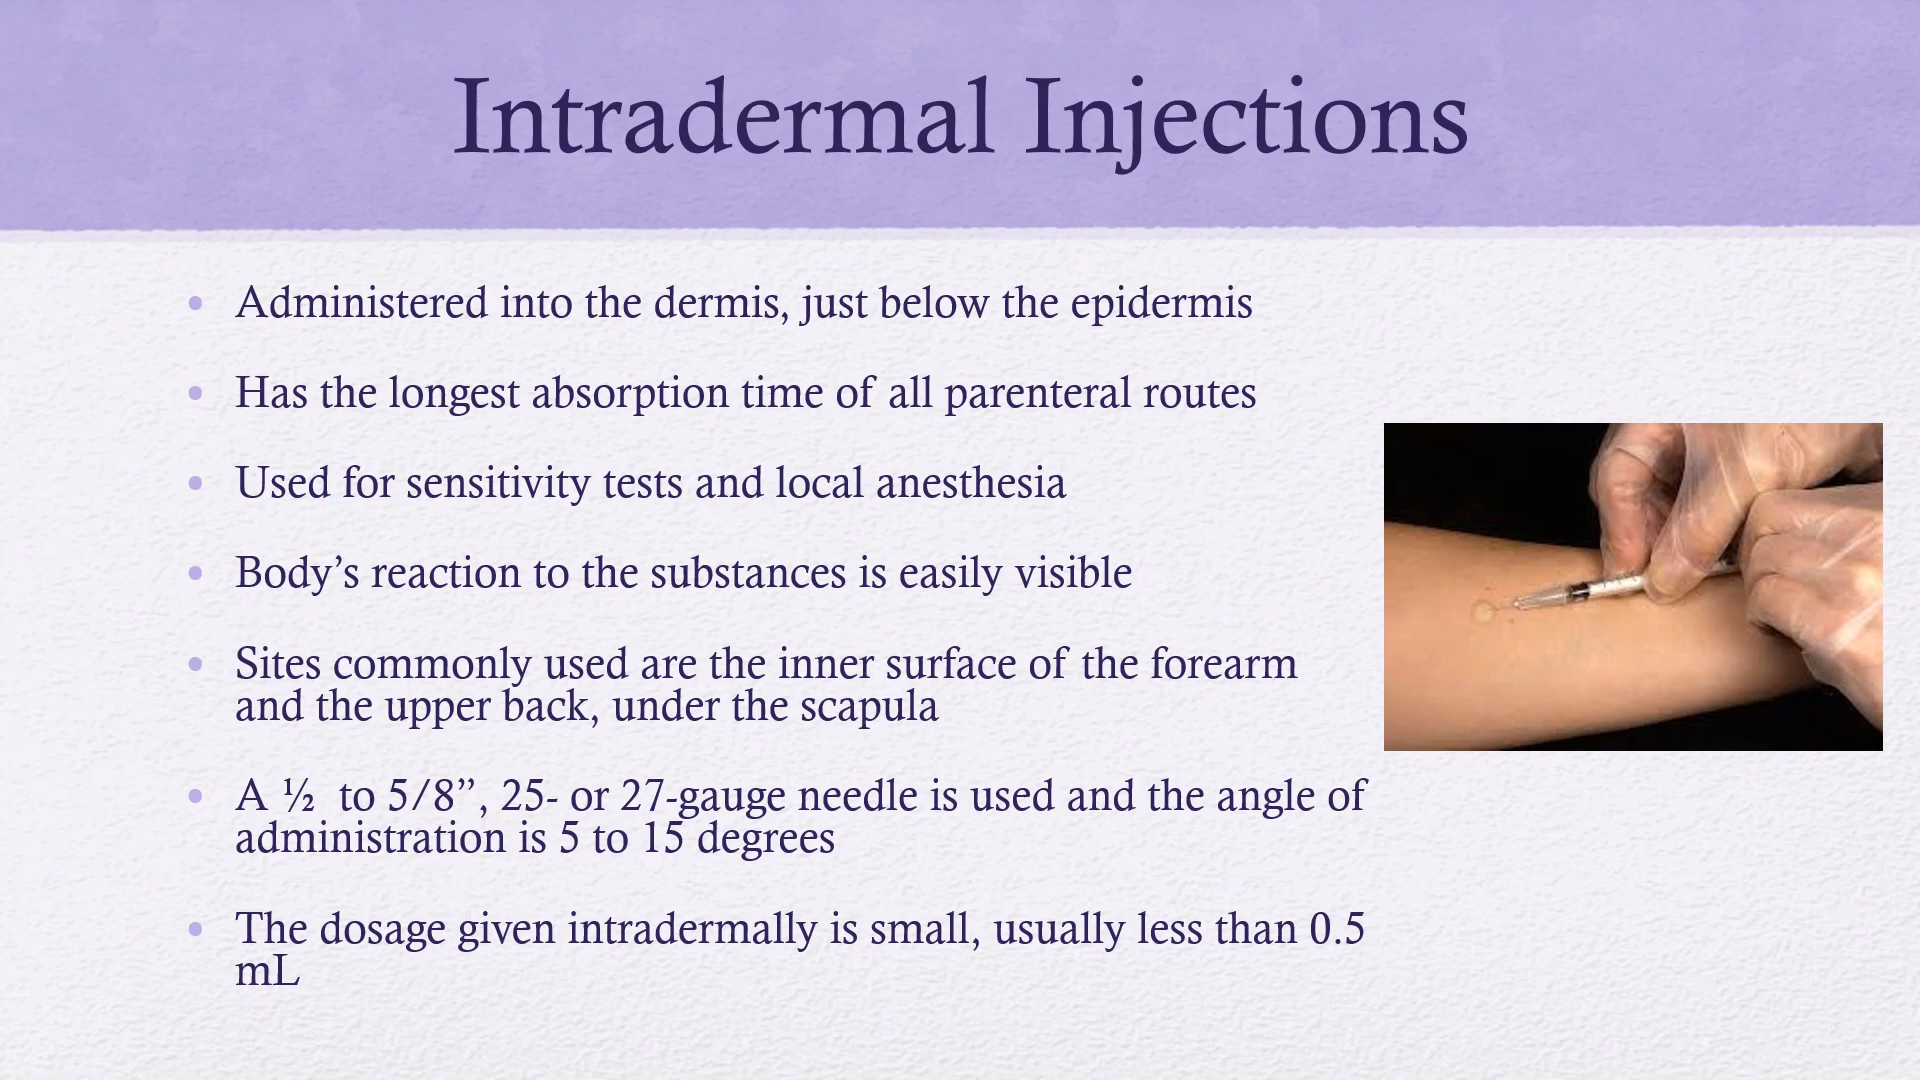 Intradermal Injections
• Administered into the dermis, just below the epidermis
• Has the longest absorption time of all parenteral routes
• Used for sensitivity tests and local anesthesia
• Body’s reaction to the substances is easily visible
• Sites commonly used are the inner surface of the forearm
and the upper back, under the scapula
• A ½  to 5/8”, 25- or 27-gauge needle is used and the angle of
administration is 5 to 15 degrees
• The dosage given intradermally is small, usually less than 0.5
mL